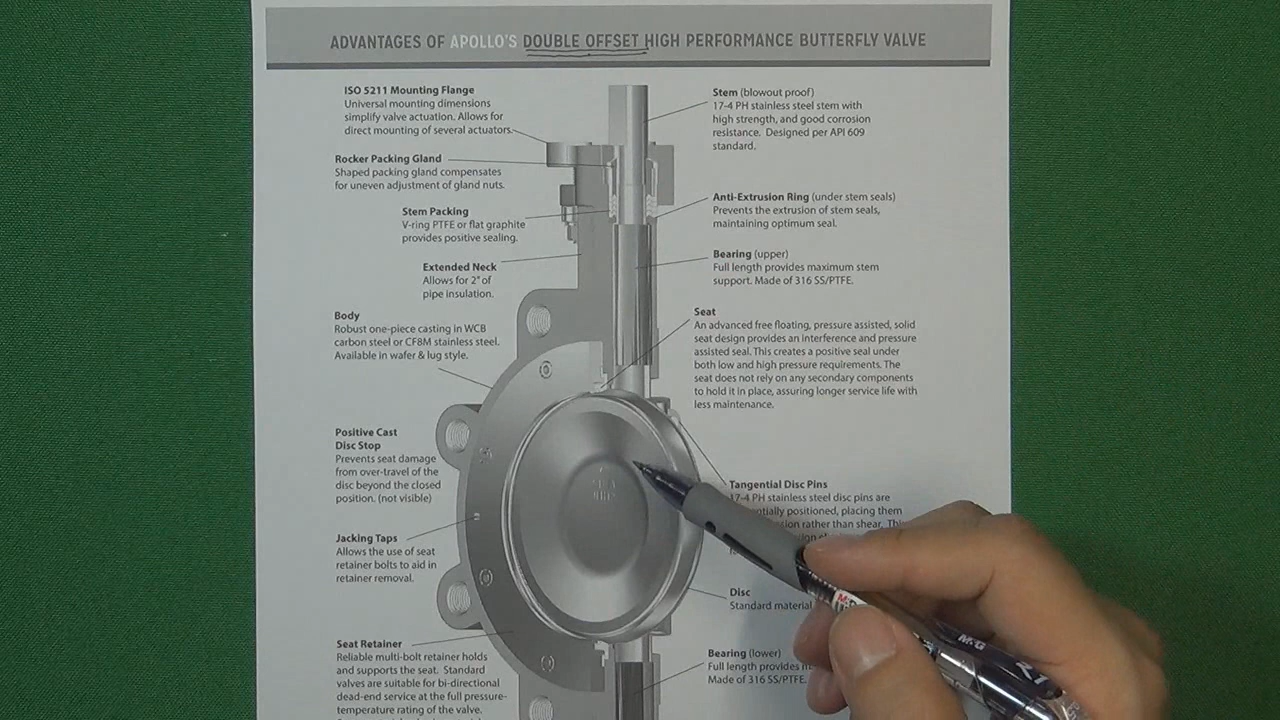 ADVANTAGES OF APOLLO'S DOUBLE OFFSET HIGH PERFORMANCE BUTTERFLY VALVE
ISO 5211 Mounting Flange
Universal mounting dimensions
simplify valve actuation. Allows for
direct mounting of several actuators.
Rocker Packing Gland
Shaped packing gland compensates
for uneven adjustment of gland nuts.
Stem Packing
V-ring PTFE or flat graphite
provides positive sealing.
Extended Neck
Allows for 2" of
pipe insulation.
Body
Robust one-piece casting in WCB
carbon steel or CF8M stainless steel.
Available in wafer & lug style.
Positive Cast
Disc Stop
Prevents seat damage
from over-travel of the
disc beyond the closed
position. (not visible)
Jacking Taps
Allows the use of seat
retainer bolts to aid in
retainer removal.
Seat Retainer
Reliable multi-bolt retainer holds
and supports the seat. Standard
valves are suitable for bi-directional
dead-end service at the full pressure-
temperature rating of the valve.
Stem (blowout proof)
17-4 PH stainless steel stem with
high strength, and good corrosion
resistance. Designed per API 609
standard.
Anti-Extrusion Ring (under stem seals)
Prevents the extrusion of stem seals,
maintaining optimum seal.
Bearing (upper)
Full length provides maximum stem
support. Made of 316 SS/PTFE.
Seat
An advanced free floating, pressure assisted, solid
seat design provides an interference and pressure
assisted seal. This creates a positive seal under
both low and high pressure requirements. The
seat does not rely on any secondary components
to hold it in place, assuring longer service life with
less maintenance.
Tangential Disc Pins
17-4 PH stainless steel disc pins are
positioned, placing them
rather than shear.
Disc
Standard material
Bearing (lower)
Full length provides
Made of 316 SS/PTFE.
M&G